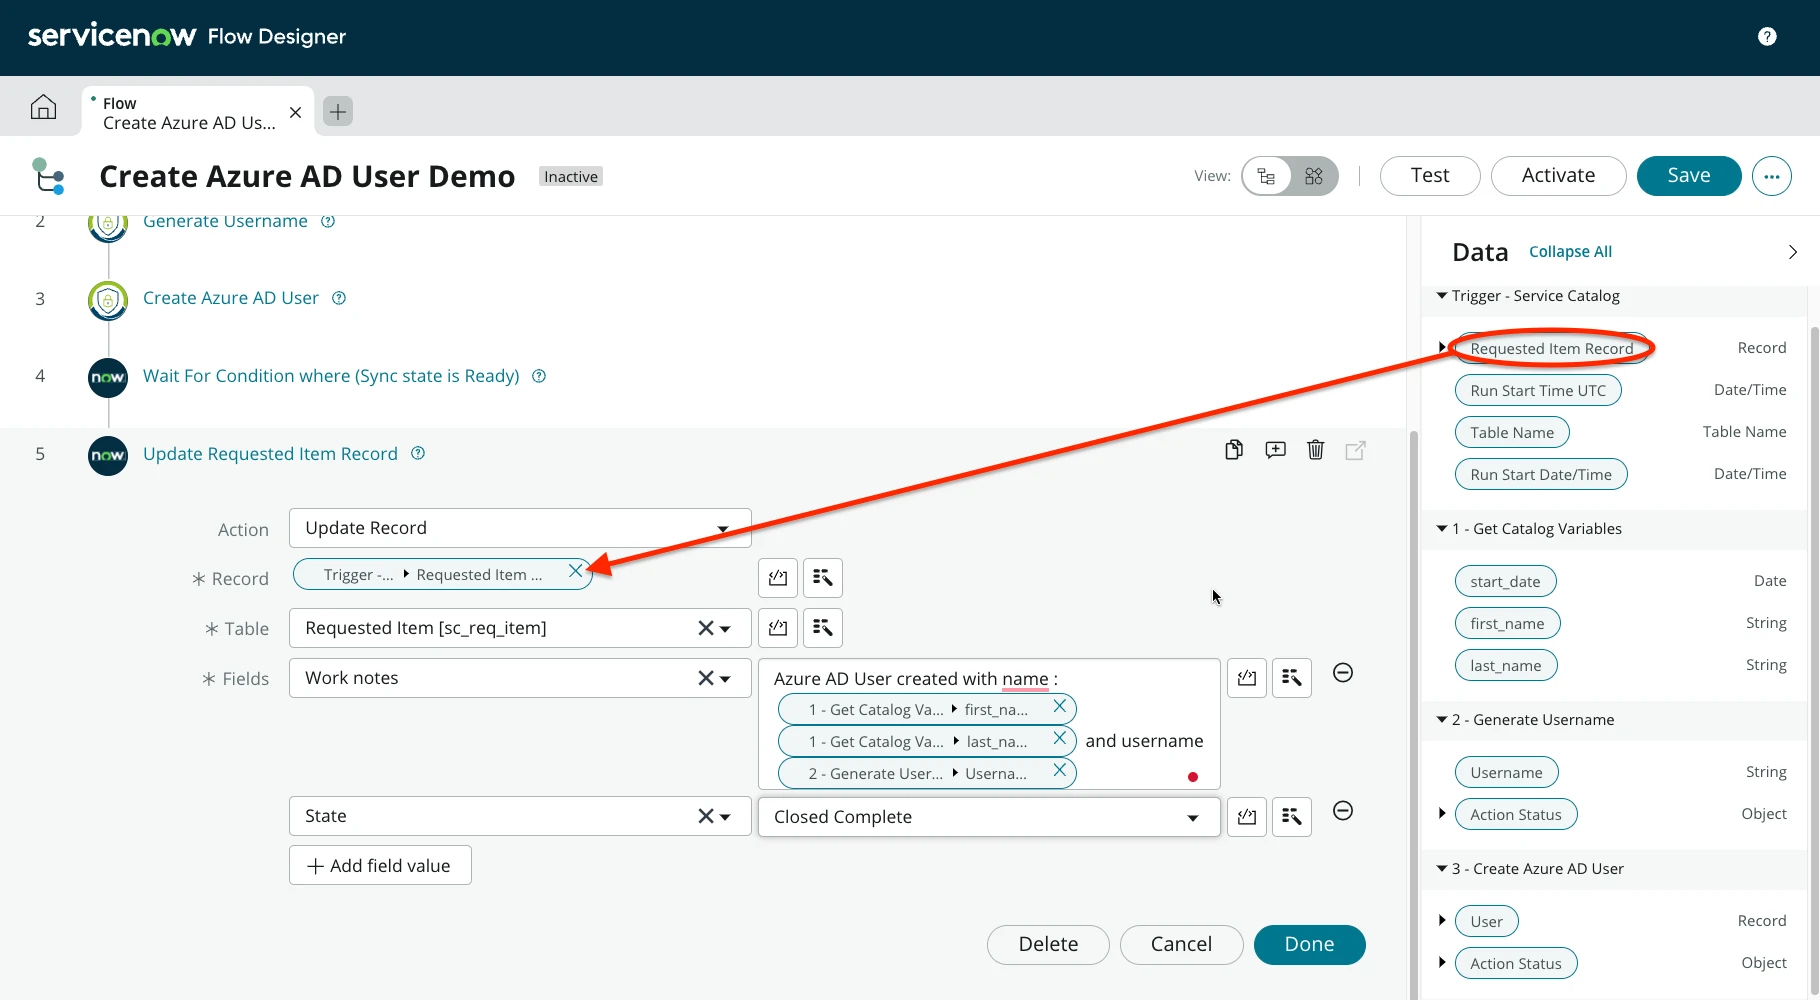 servicenow Flow Designer
?
Flow
Create Azure AD Us...
Create Azure AD User Demo Inactive
View:
Test
Activate
Save
2 Generate Username ?
3 Create Azure AD User ?
4 now Wait For Condition where (Sync state is Ready) ?
5 now Update Requested Item Record ?
Action Update Record
* Record Trigger -... Requested Item ...
* Table Requested Item [sc_req_item]
* Fields Work notes
Azure AD User created with name :
1 - Get Catalog Va... first_na...
1 - Get Catalog Va... last_na... and username
2 - Generate User... Userna...
State Closed Complete
+ Add field value
Delete Cancel Done
Data Collapse All
Trigger - Service Catalog
Requested Item Record Record
Run Start Time UTC Date/Time
Table Name Table Name
Run Start Date/Time Date/Time
1 - Get Catalog Variables
start_date Date
first_name String
last_name String
2 - Generate Username
Username String
Action Status Object
3 - Create Azure AD User
User Record
Action Status Object